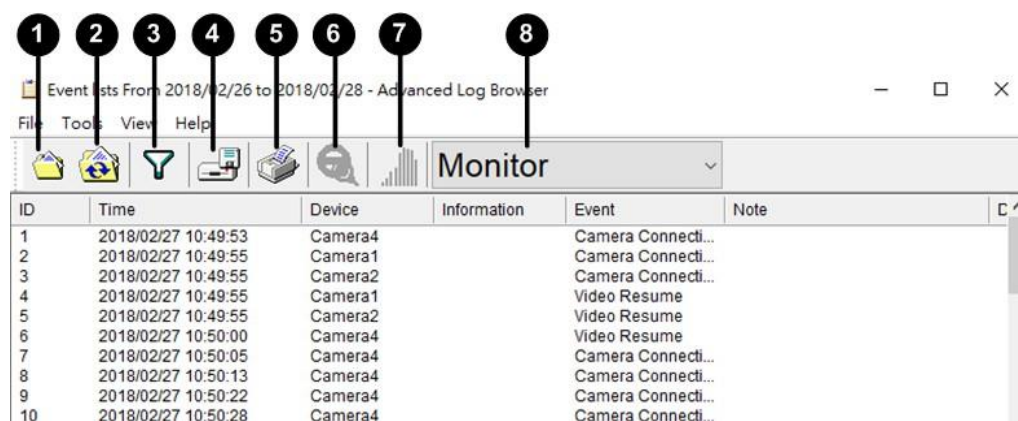 1 2 3 4 5 6 7 8
Event lists From 2018/02/26 to 2018/02/28 - Advanced Log Browser
File Tools View Help
Monitor
ID Time Device Information Event Note
1 2018/02/27 10:49:53 Camera4 Camera Connecti...
2 2018/02/27 10:49:55 Camera1 Camera Connecti...
3 2018/02/27 10:49:55 Camera2 Camera Connecti...
4 2018/02/27 10:49:55 Camera1 Video Resume
5 2018/02/27 10:49:55 Camera2 Video Resume
6 2018/02/27 10:50:00 Camera4 Video Resume
7 2018/02/27 10:50:05 Camera4 Camera Connecti...
8 2018/02/27 10:50:13 Camera4 Camera Connecti...
9 2018/02/27 10:50:22 Camera4 Camera Connecti...
10 2018/02/27 10:50:28 Camera4 Camera Connecti...